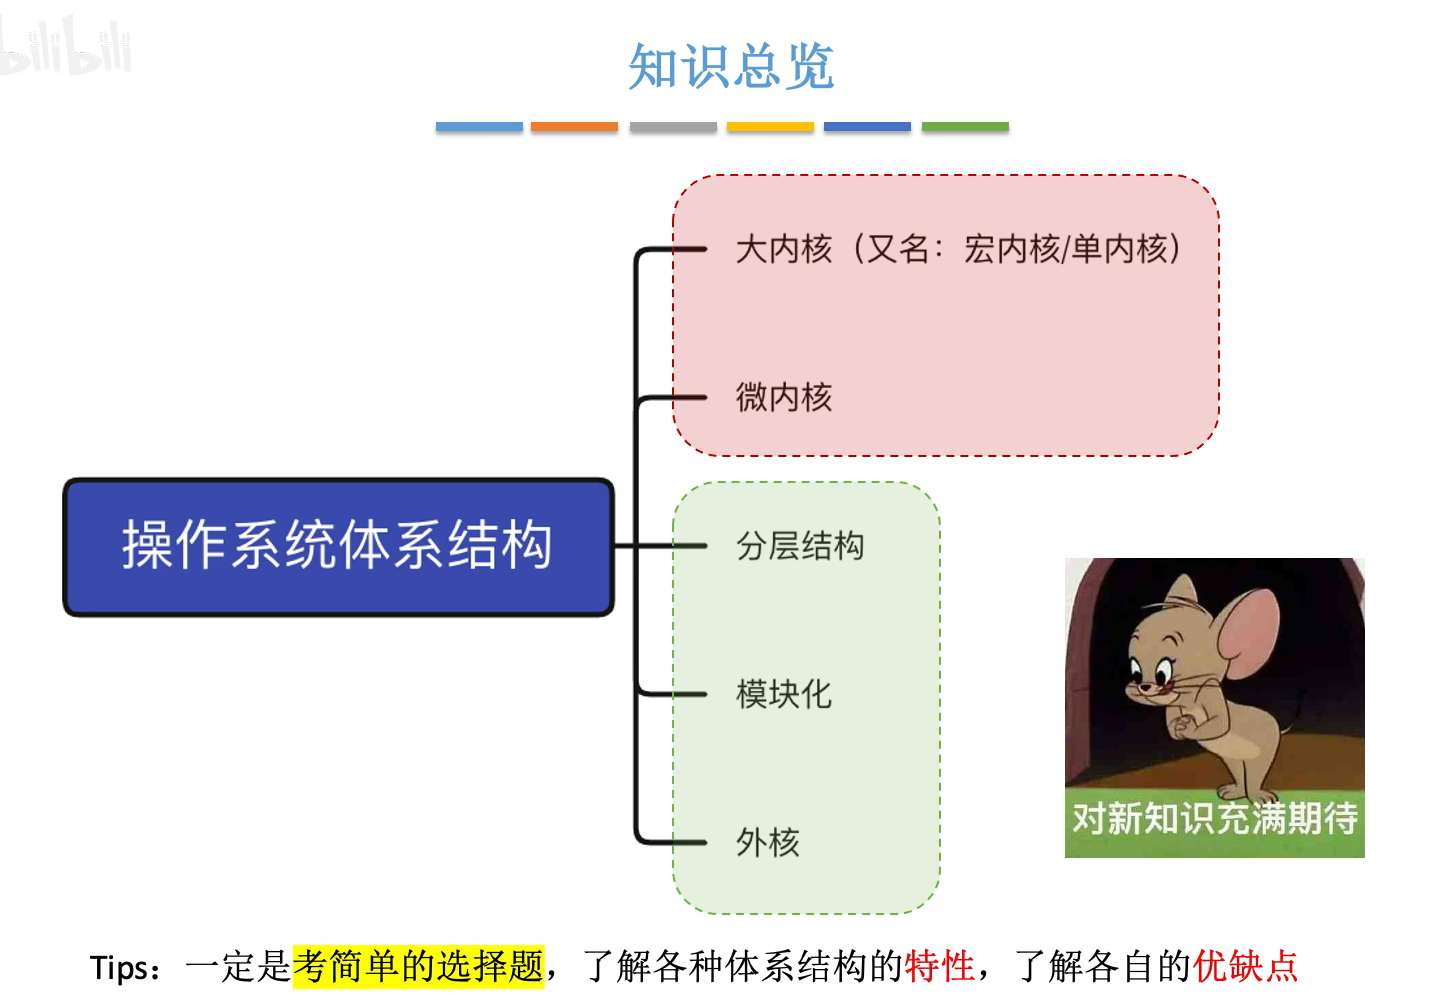 bilibili
知识总览
大内核（又名：宏内核/单内核）
微内核
操作系统体系结构
分层结构
模块化
外核
对新知识充满期待
Tips：一定是考简单的选择题，了解各种体系结构的特性，了解各自的优缺点